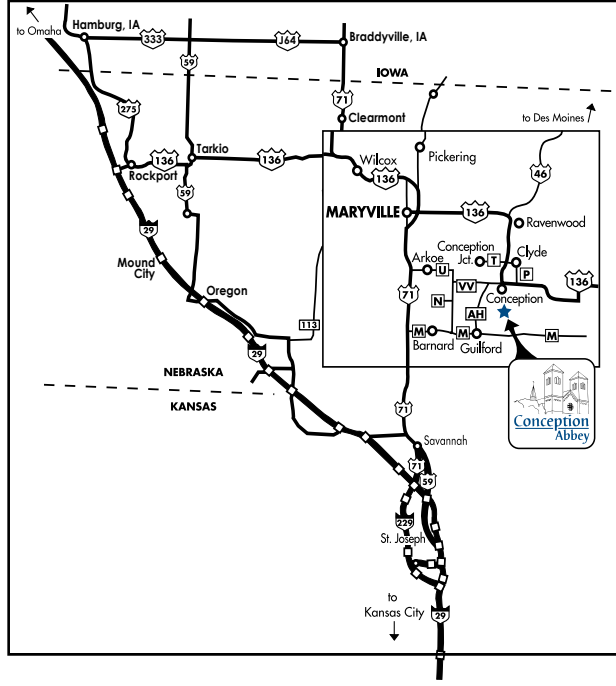 to Omaha
Hamburg, IA
333
J64
Braddyville, IA
59
IOWA
71
275
Clearmont
to Des Moines
Tarkio
136
136
Rockport
Wilcox
136
Pickering
46
59
MARYVILLE
136
Ravenwood
29
Mound
City
Arkoe
U
Conception
Jct.
T
Clyde
P
136
VV
Conception
Oregon
71
N
AH
113
M
Barnard
M
Guilford
M
29
NEBRASKA
KANSAS
Conception
Abbey
71
Savannah
71
59
229
St. Joseph
to
Kansas City
29